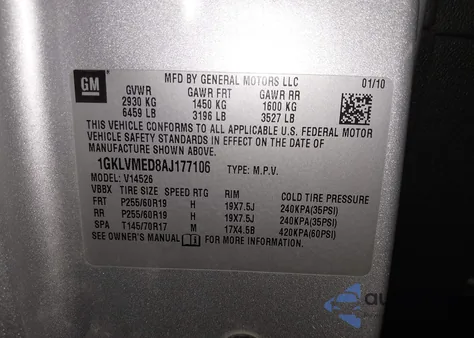 GM
MFD BY GENERAL MOTORS LLC 01/10
GVWR GAWR FRT GAWR RR
2930 KG 1450 KG 1600 KG
6459 LB 3196 LB 3527 LB
THIS VEHICLE CONFORMS TO ALL APPLICABLE U.S. FEDERAL MOTOR
VEHICLE SAFETY STANDARDS IN EFFECT ON THE DATE OF
MANUFACTURE SHOWN ABOVE.
1GKLVMED8AJ177106 TYPE: M.P.V.
MODEL: V14526
VBBX TIRE SIZE SPEED RTG RIM COLD TIRE PRESSURE
FRT P255/60R19 H 19X7.5J 240KPA(35PSI)
RR P255/60R19 H 19X7.5J 240KPA(35PSI)
SPA T145/70R17 M 17X4.5B 420KPA(60PSI)
SEE OWNER'S MANUAL FOR MORE INFORMATION.